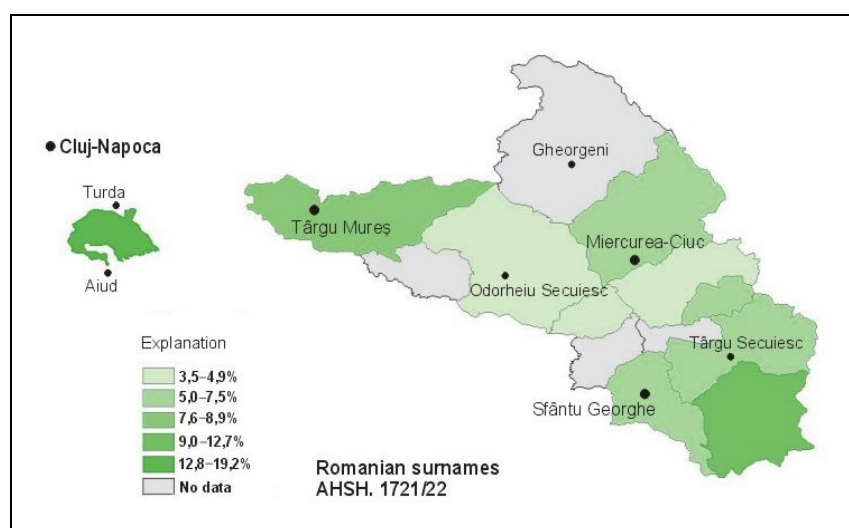 Gheorgheni
Cluj-Napoca
Turda
Târgu Mureş
Miercurea-Ciuc
Aiud
Odorheiu Secuiesc
Explanation
Târgu Secuiesc
3,5–4,9%
5,0–7,5%
7,6–8,9%
9,0–12,7%
12,8–19,2%
No data
Sfântu Georghe
Romanian surnames
AHSH. 1721/22